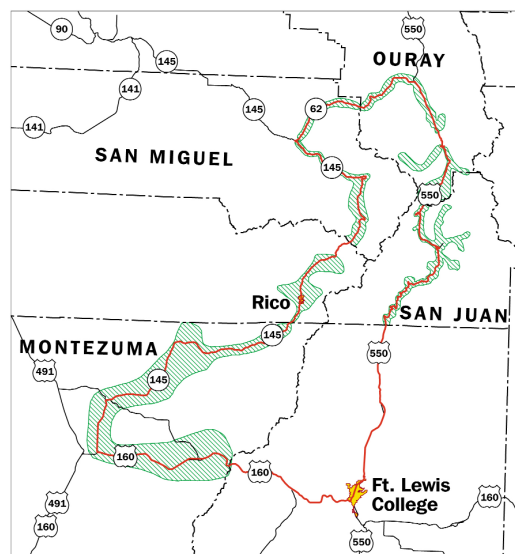 90
550
OURAY
145
141
62
145
141
SAN MIGUEL
145
550
Rico
SAN JUAN
145
MONTEZUMA
550
491
145
160
160
Ft. Lewis
College
160
491
160
550